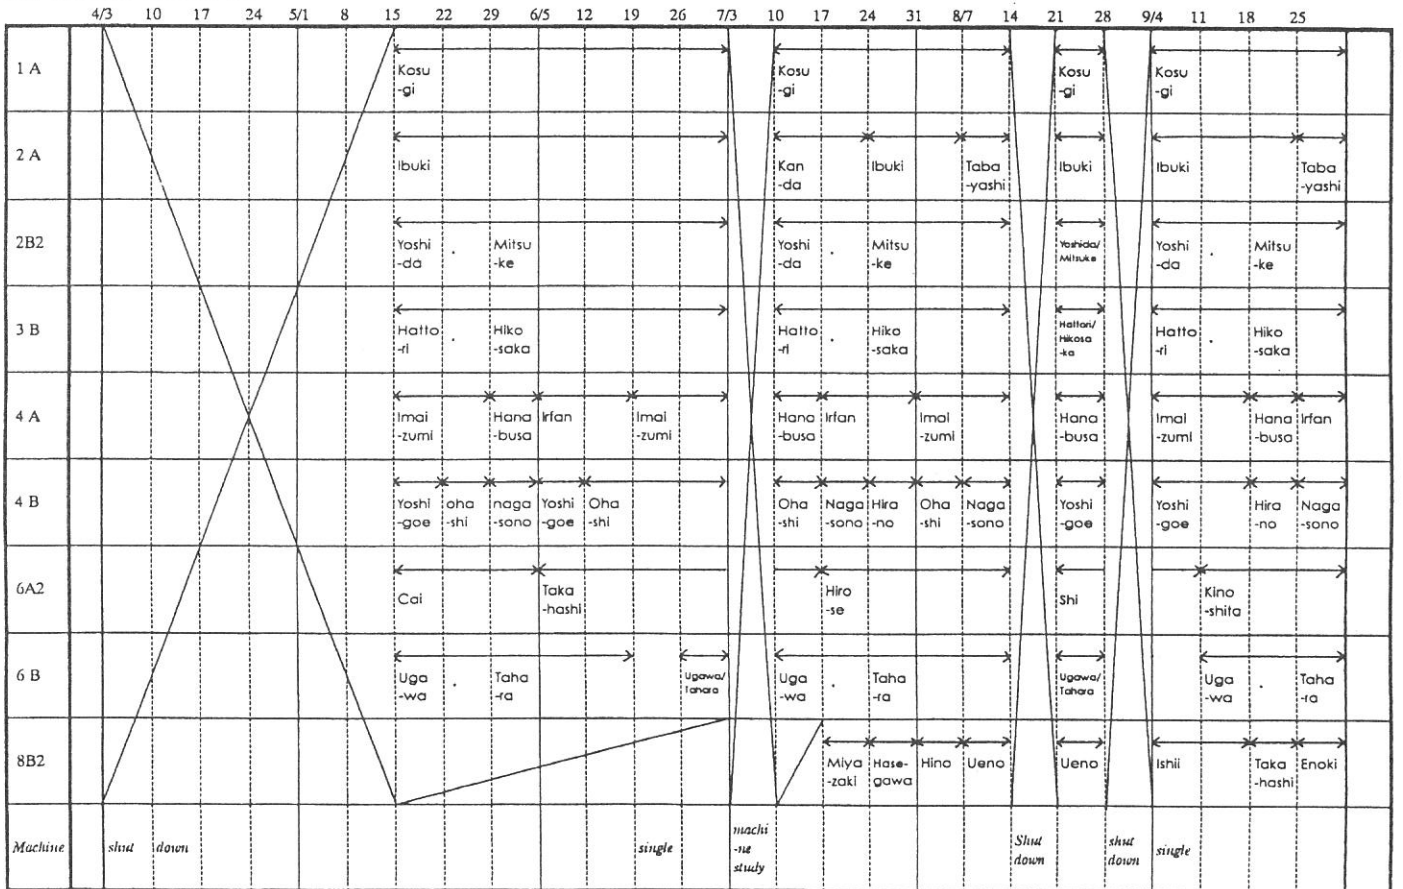 4/3 10 17 24 5/1 8 15 22 29 6/5 12 19 26 7/3 10 17 24 31 8/7 14 21 28 9/4 11 18 25
1 A
Kosu Kosu Kosu Kosu
-gi -gi -gi -gi
2 A
Ibuki Kan Ibuki Taba Ibuki Ibuki Taba
-da -yashi -yashi
2B2
Yoshi . Mitsu Yoshi . Mitsu Yoshida/ Yoshi . Mitsu
-da -ke -da -ke Mitsuke -da -ke
3 B
Hatto . Hiko Hatto . Hiko Hattori/ Hatto . Hiko
-ri -saka -ri -saka Hikosa -ri -saka
-ka
4 A
Imai Hana Irfan Imai Hana Irfan Imai Hana Imai Hana Irfan
-zumi -busa -zumi -busa -zumi -busa -zumi -busa
4 B
Yoshi oha naga Yoshi Oha Oha Naga Hira Oha Naga Yoshi Yoshi Hira Naga
-goe -shi -sono -goe -shi -shi -sono -no -shi -sono -goe -goe -no -sono
6A2
Cai Taka Hiro Shi Kino
-hashi -se -shita
6 B
Uga . Taha Ugawa/ Uga . Taha Ugawa/ Uga . Taha
-wa -ra Tahara -wa -ra Tahara -wa -ra
8B2
Miya Hase- Hino Ueno Ueno Ishii Taka Enoki
-zaki gawa -hashi
Machine
shut down single machi Shut shut single
-ne down down
study